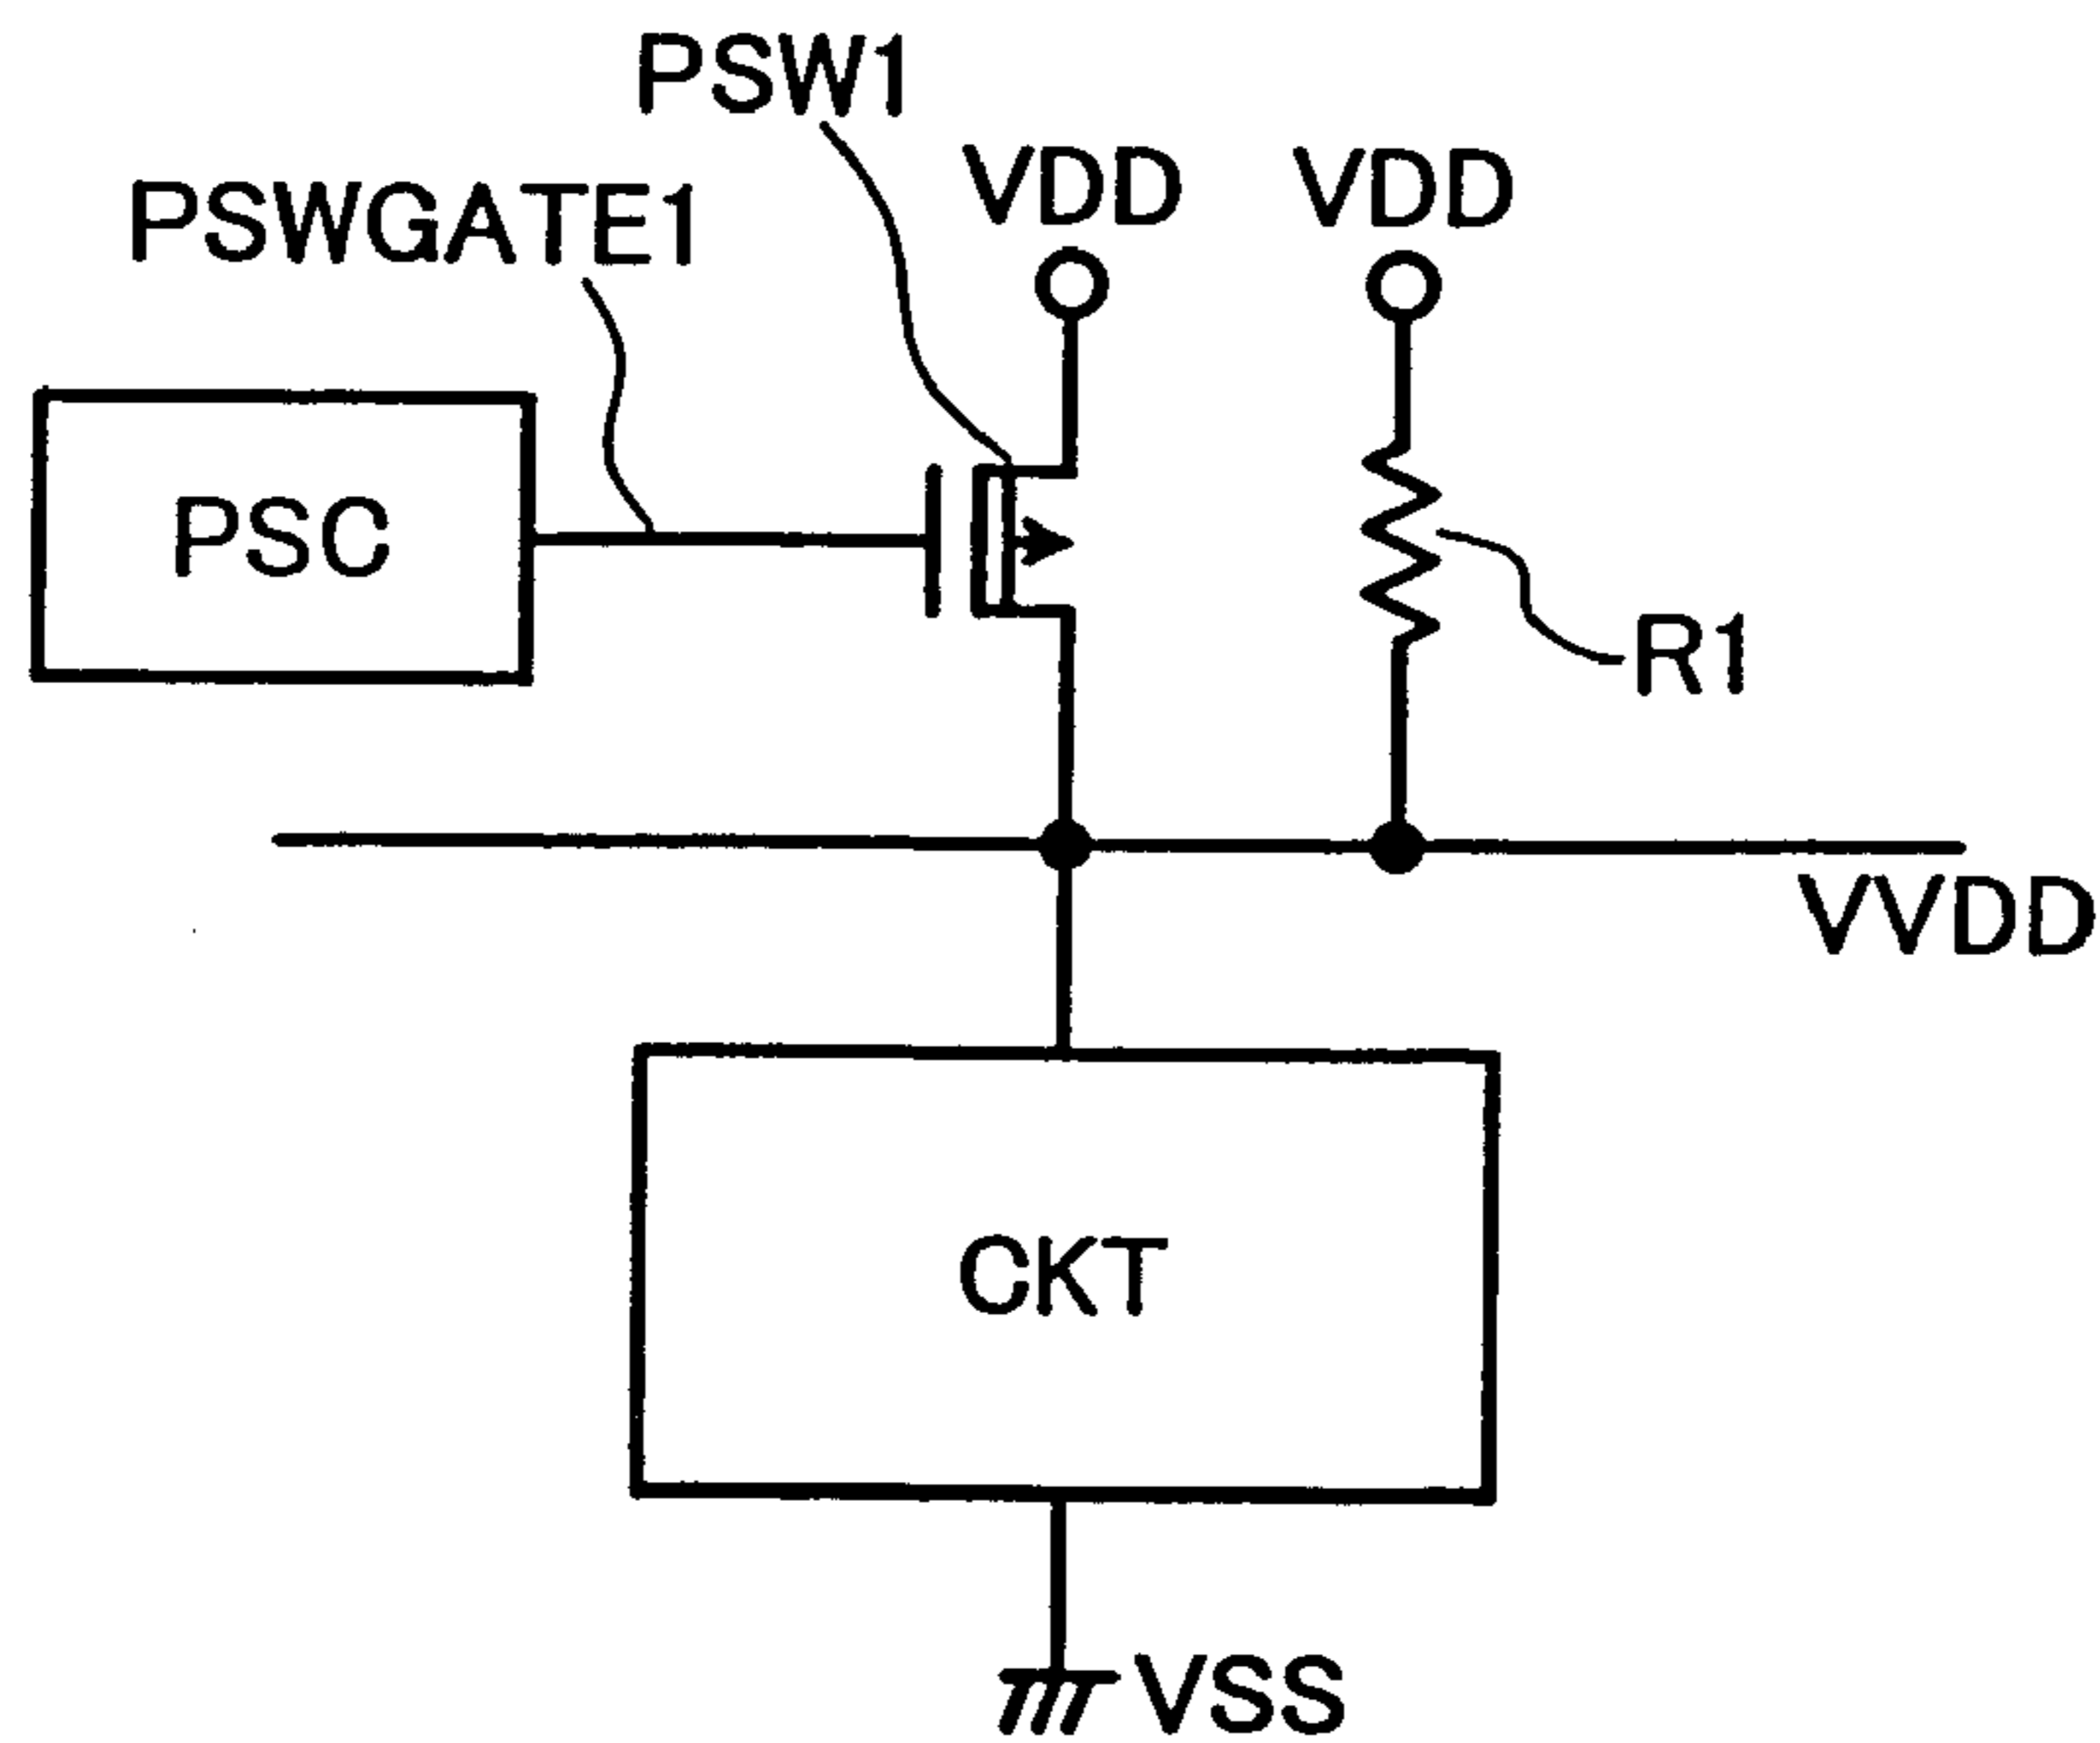 PSW1
VDD
VDD
PSWGATE1
PSC
R1
VVDD
CKT
VSS